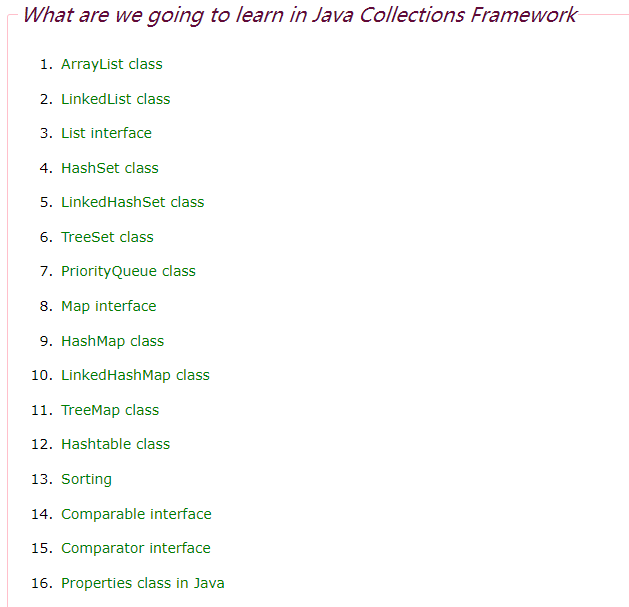 What are we going to learn in Java Collections Framework
1. ArrayList class
2. LinkedList class
3. List interface
4. HashSet class
5. LinkedHashSet class
6. TreeSet class
7. PriorityQueue class
8. Map interface
9. HashMap class
10. LinkedHashMap class
11. TreeMap class
12. Hashtable class
13. Sorting
14. Comparable interface
15. Comparator interface
16. Properties class in Java